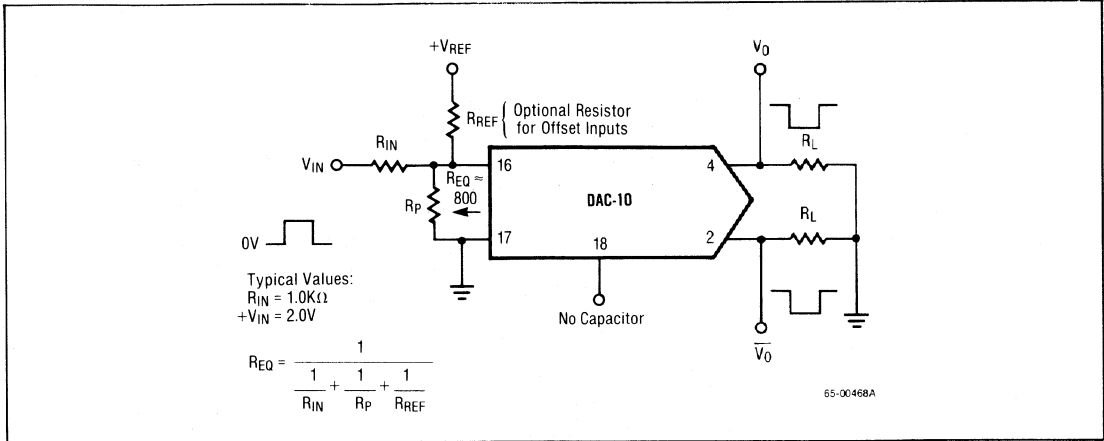 +VREF
VO
RREF { Optional Resistor
for Offset Inputs
RIN
RL
VIN
16
4
REQ ≈
800
DAC-10
RP
RL
17
18
2
0V
Typical Values:
RIN = 1.0KΩ
+VIN = 2.0V
No Capacitor
V̅O̅
REQ = 1 / (1/RIN + 1/RP + 1/RREF)
65-00468A